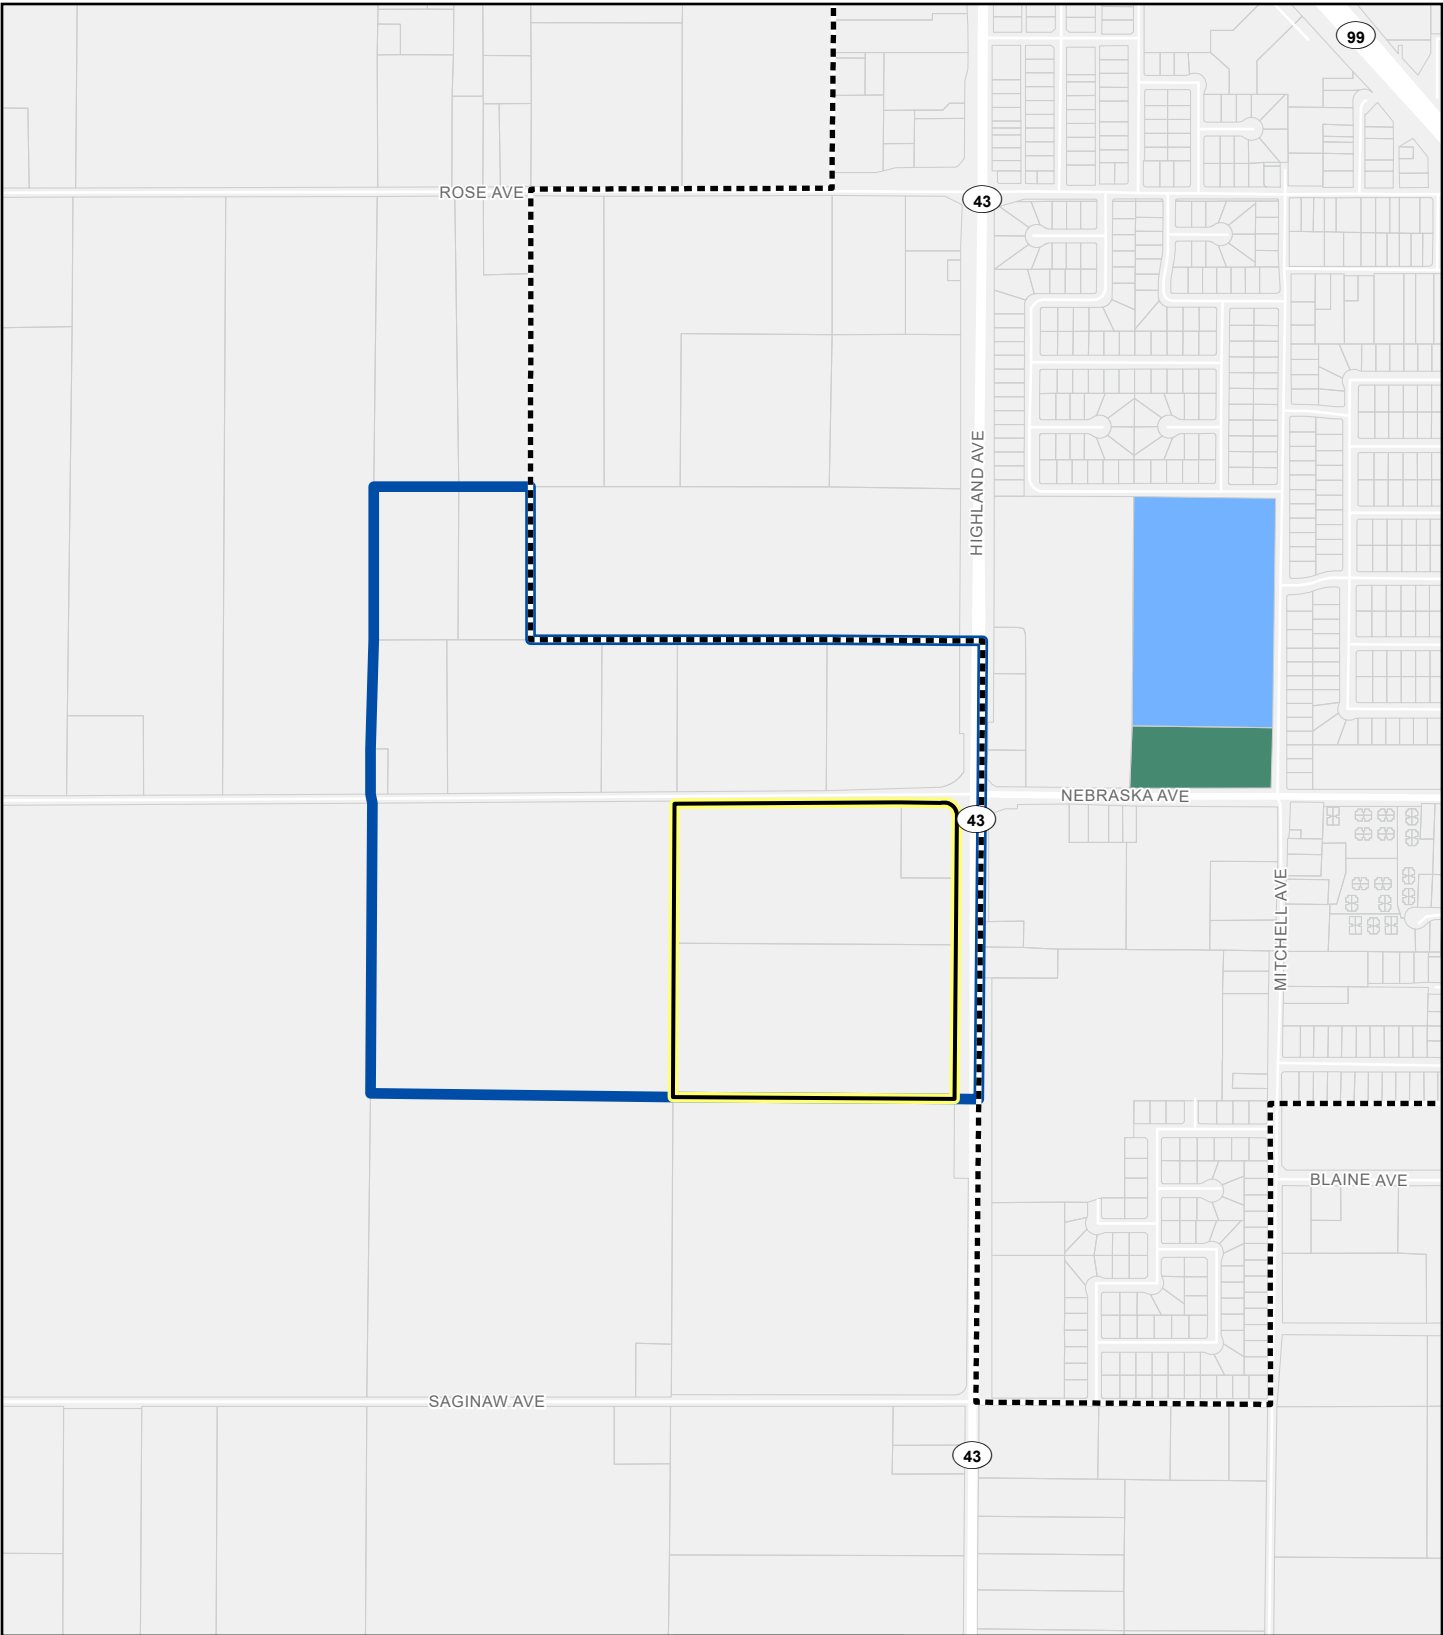 99
ROSE AVE
43
HIGHLAND AVE
NEBRASKA AVE
43
MITCHELL AVE
BLAINE AVE
SAGINAW AVE
43